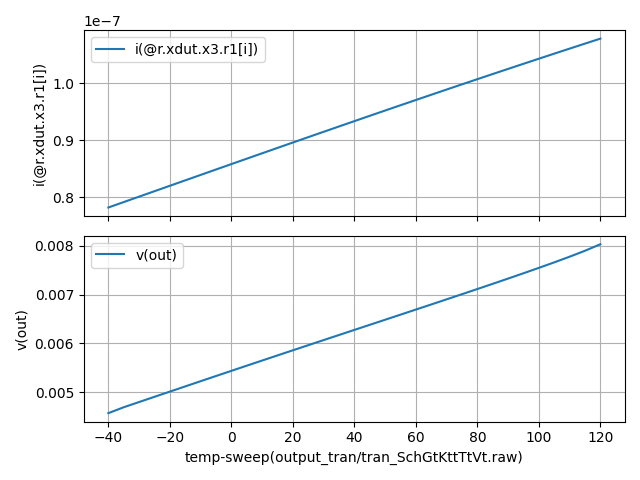 1e−7
i(@r.xdut.x3.r1[i])
i(@r.xdut.x3.r1[i])
1.0
0.9
0.8
v(out)
v(out)
0.008
0.007
0.006
0.005
−40 −20 0 20 40 60 80 100 120
temp-sweep(output_tran/tran_SchGtKttTtVt.raw)